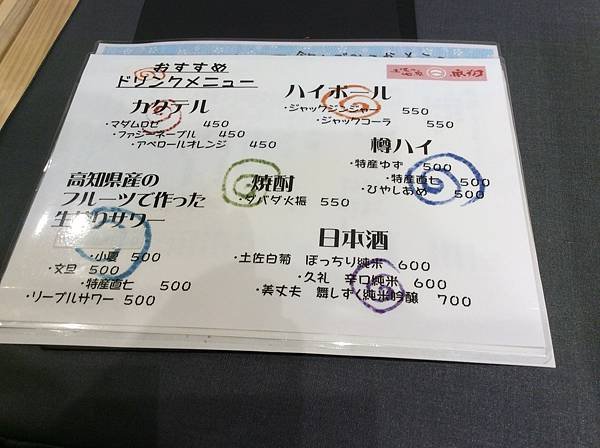 おすすめ
ドリンクメニュー
カクテル
・マダムロゼ 450
・ファジーネーブル 450
・アペロールオレンジ 450
ハイボール
・ジャックジンジャー 550
・ジャックコーラ 550
樽ハイ
・特産ゆず 500
・特産直七 500
・ひやしあめ 500
高知県産の
フルーツで作った
生しぼりサワー
・小夏 500
・文旦 500
・特産直七 500
・リープルサワー 500
焼酎
・ダバダ火振 550
日本酒
・土佐白菊 ぽっちり純米 600
・久礼 辛口純米 600
・美丈夫 舞しずく純米吟醸 700